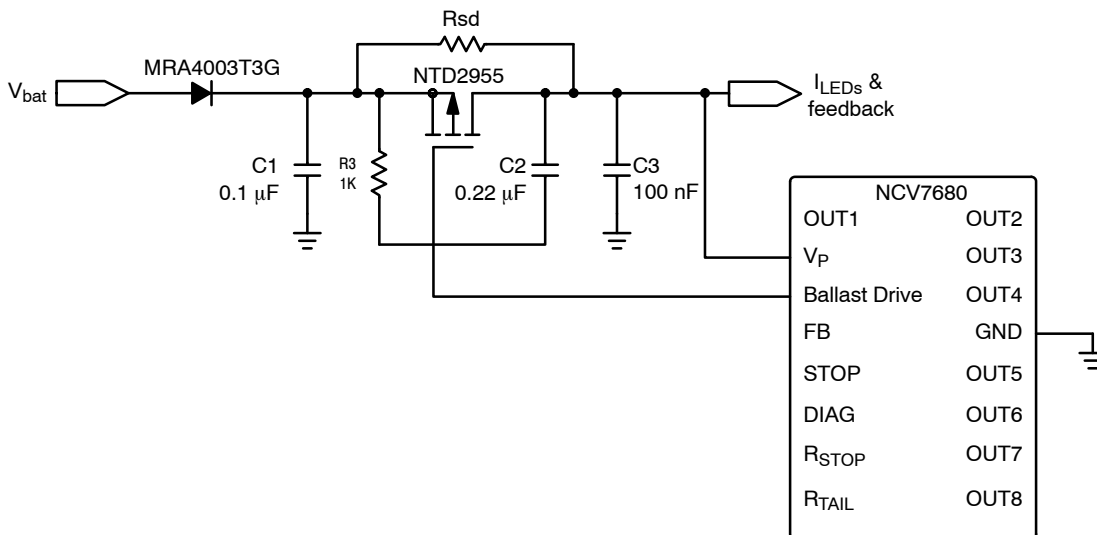 Rsd
MRA4003T3G
NTD2955
Vbat
ILEDs &
feedback
C1
0.1 μF
R3
1K
C2
0.22 μF
C3
100 nF
NCV7680
OUT1 OUT2
VP OUT3
Ballast Drive OUT4
FB GND
STOP OUT5
DIAG OUT6
RSTOP OUT7
RTAIL OUT8